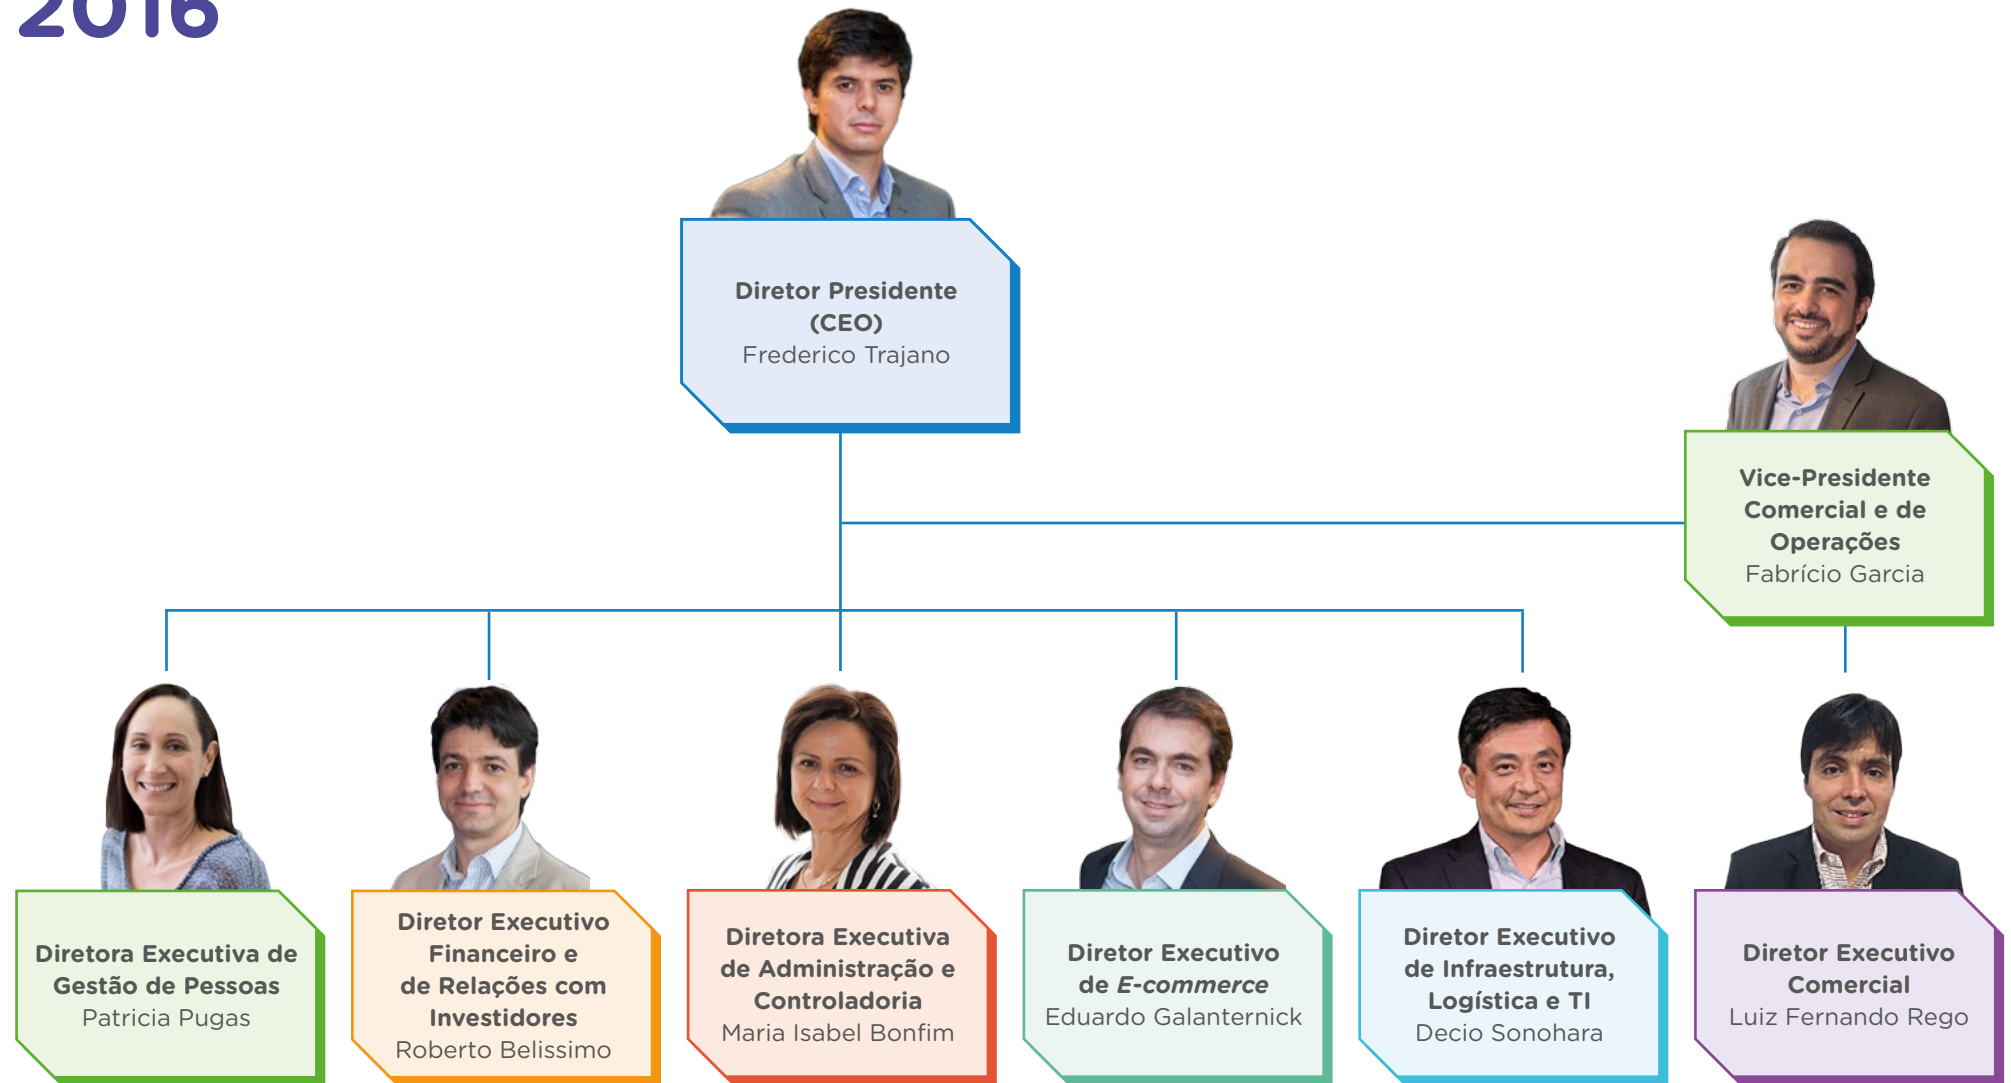 2016
Diretor Presidente
(CEO)
Frederico Trajano
Vice-Presidente
Comercial e de
Operações
Fabrício Garcia
Diretora Executiva de
Gestão de Pessoas
Patricia Pugas
Diretor Executivo
Financeiro e
de Relações com
Investidores
Roberto Belissimo
Diretora Executiva
de Administração e
Controladoria
Maria Isabel Bonfim
Diretor Executivo
de E-commerce
Eduardo Galanternick
Diretor Executivo
de Infraestrutura,
Logística e TI
Decio Sonohara
Diretor Executivo
Comercial
Luiz Fernando Rego